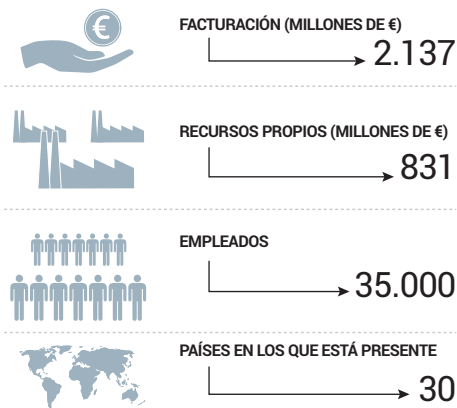 €
FACTURACIÓN (MILLONES DE €)
2.137
RECURSOS PROPIOS (MILLONES DE €)
831
EMPLEADOS
35.000
PAÍSES EN LOS QUE ESTÁ PRESENTE
30